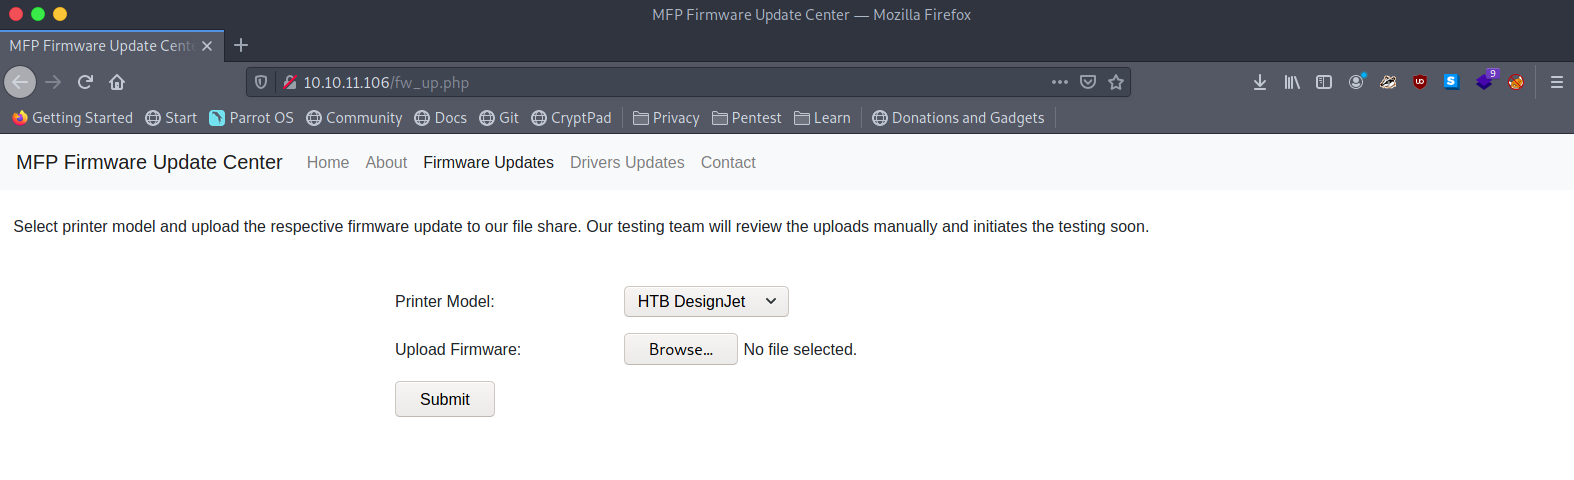 MFP Firmware Update Center — Mozilla Firefox
MFP Firmware Update Cent
10.10.11.106/fw_up.php
9
Getting Started Start Parrot OS Community Docs Git CryptPad Privacy Pentest Learn Donations and Gadgets
MFP Firmware Update Center Home About Firmware Updates Drivers Updates Contact
Select printer model and upload the respective firmware update to our file share. Our testing team will review the uploads manually and initiates the testing soon.
Printer Model: HTB DesignJet
Upload Firmware: Browse... No file selected.
Submit